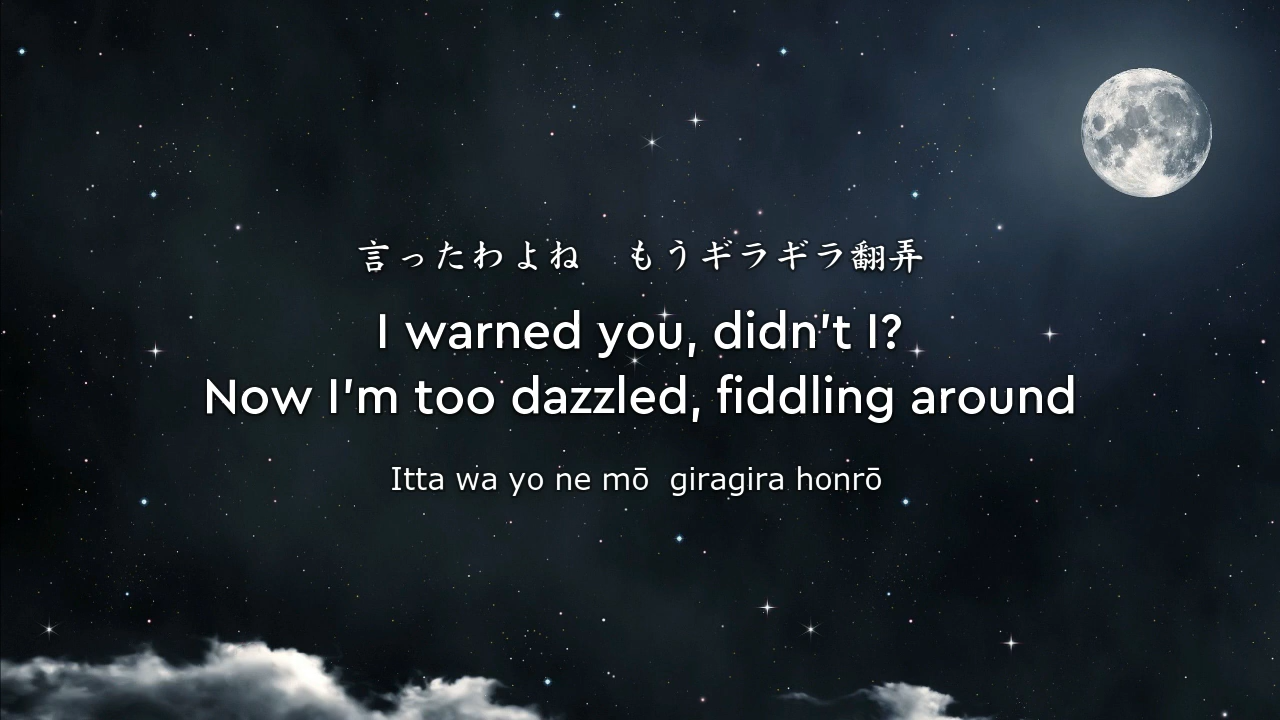 言ったわよね　もうギラギラ翻弄
I warned you, didn't I?
Now I'm too dazzled, fiddling around
Itta wa yo ne mō  giragira honrō